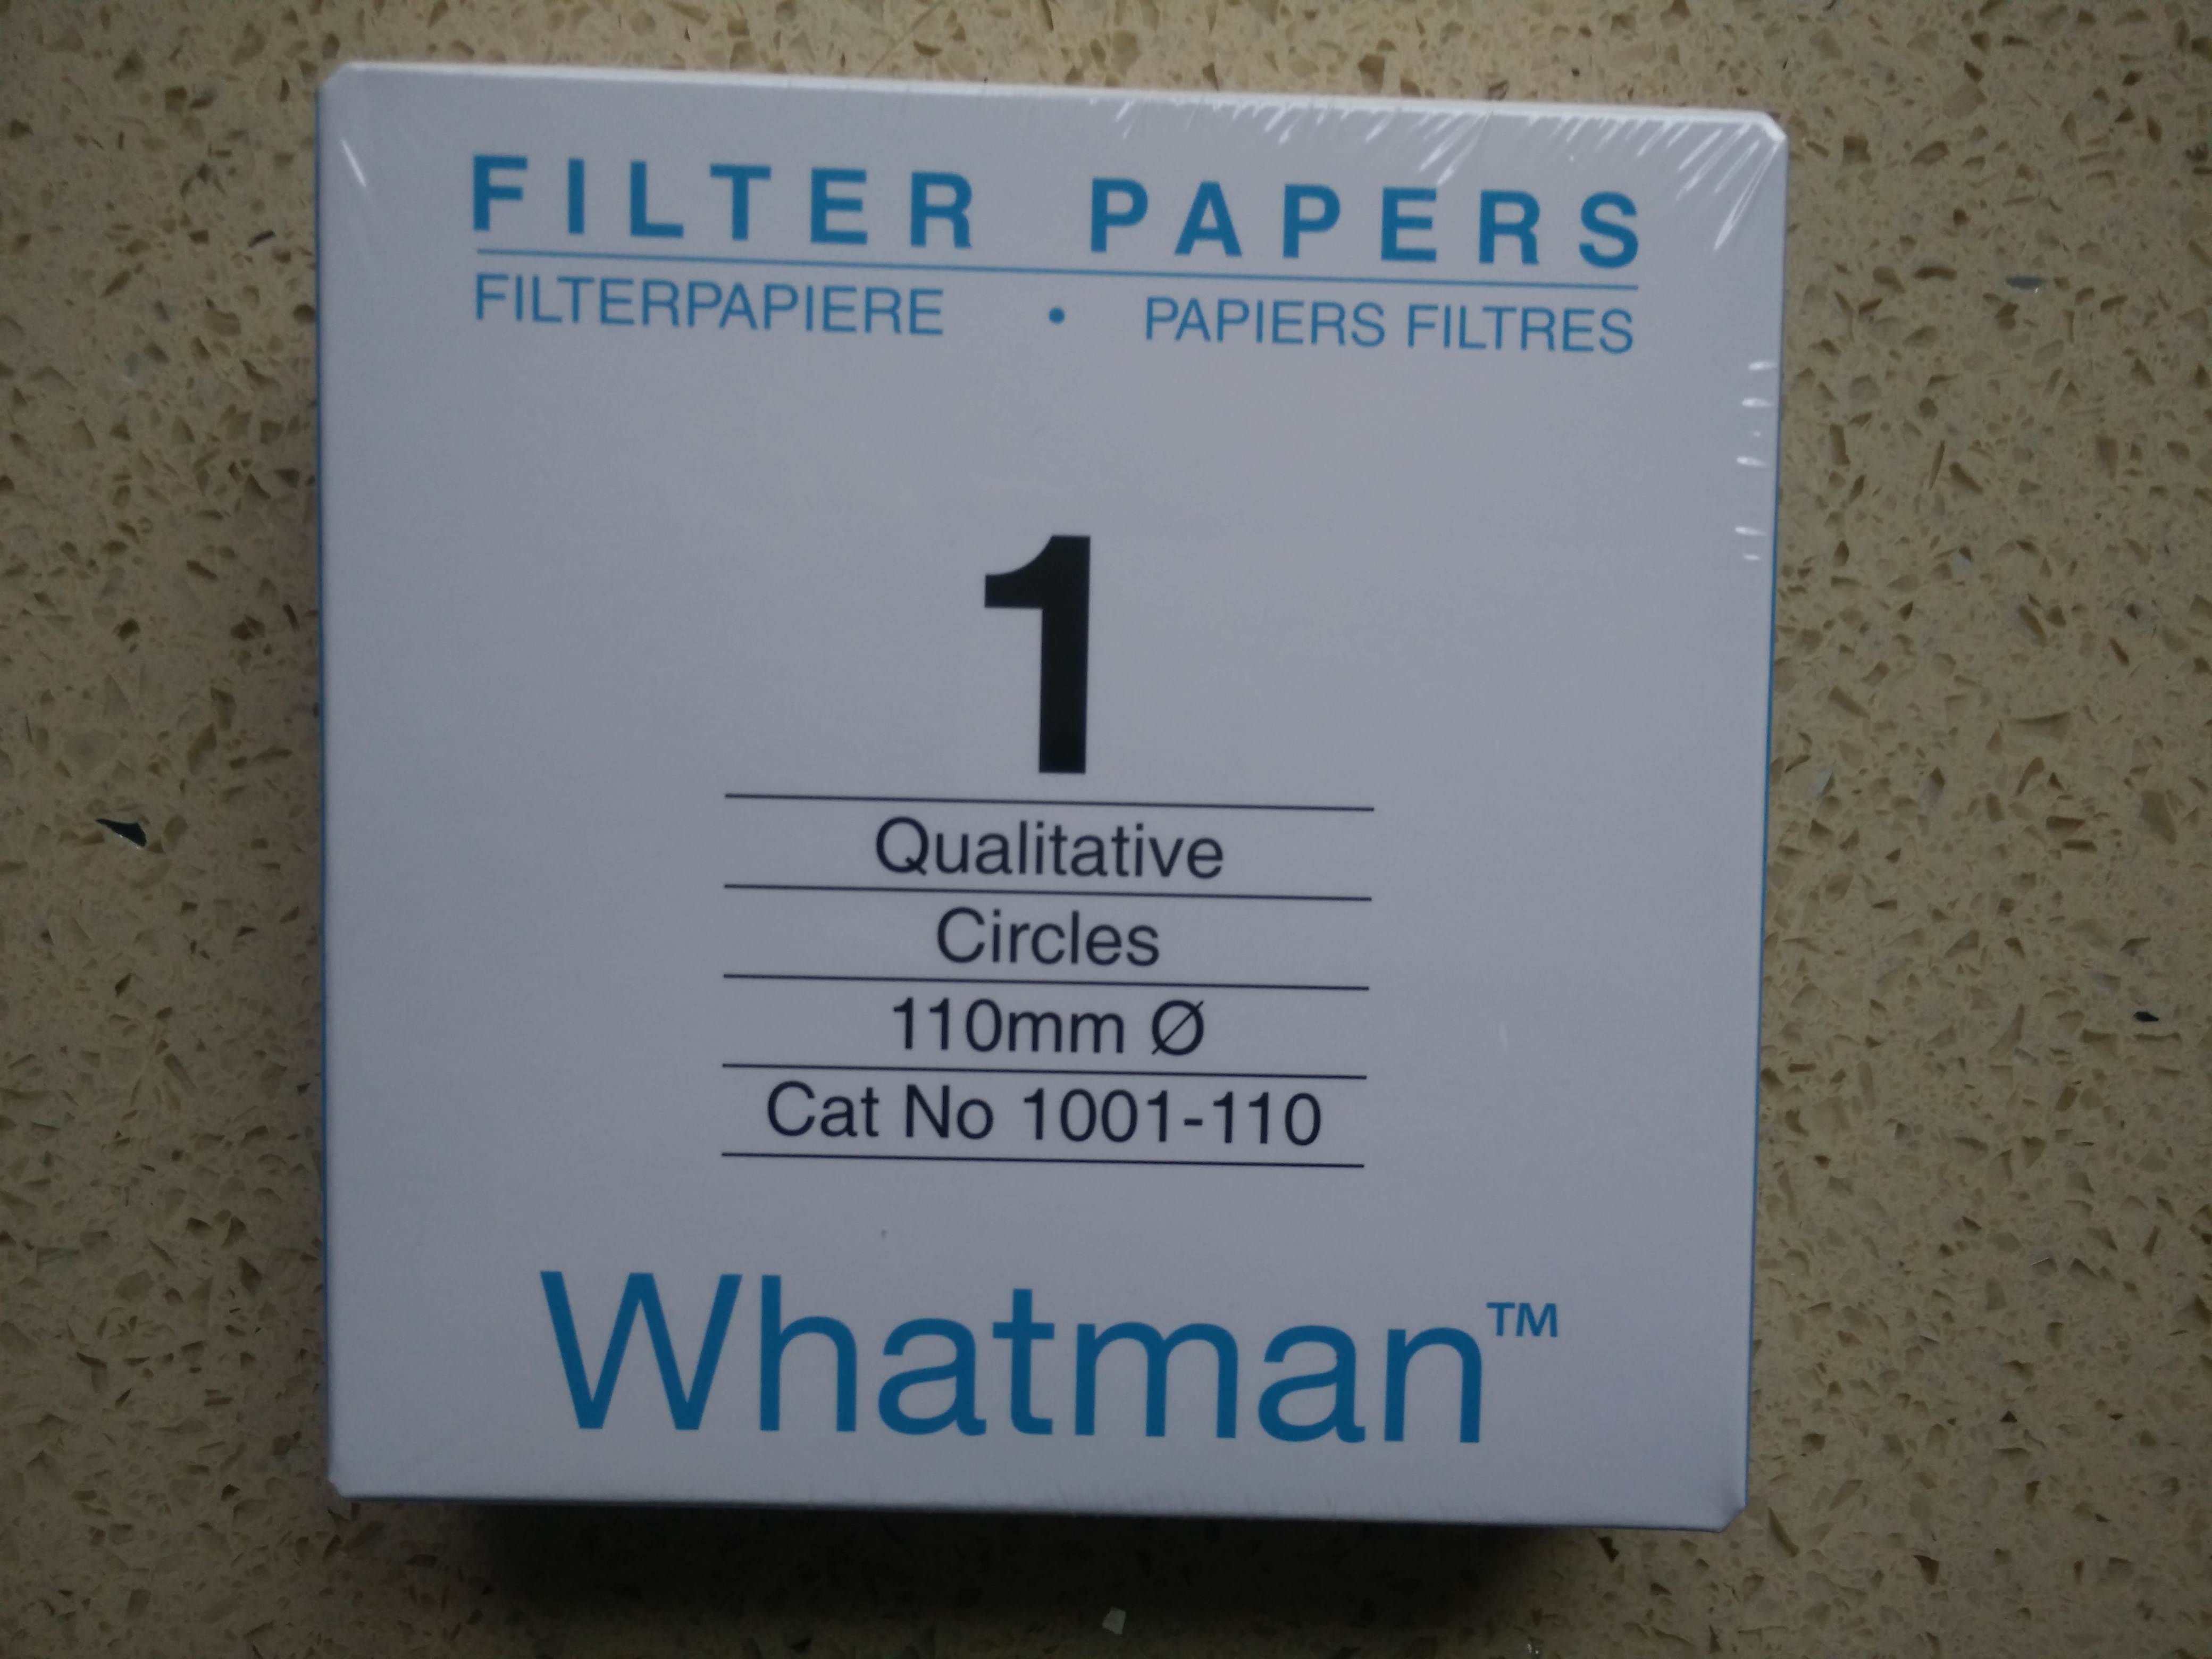 FILTER PAPERS
FILTERPAPIERE • PAPIERS FILTRES
1
Qualitative
Circles
110mm Ø
Cat No 1001-110
Whatman™